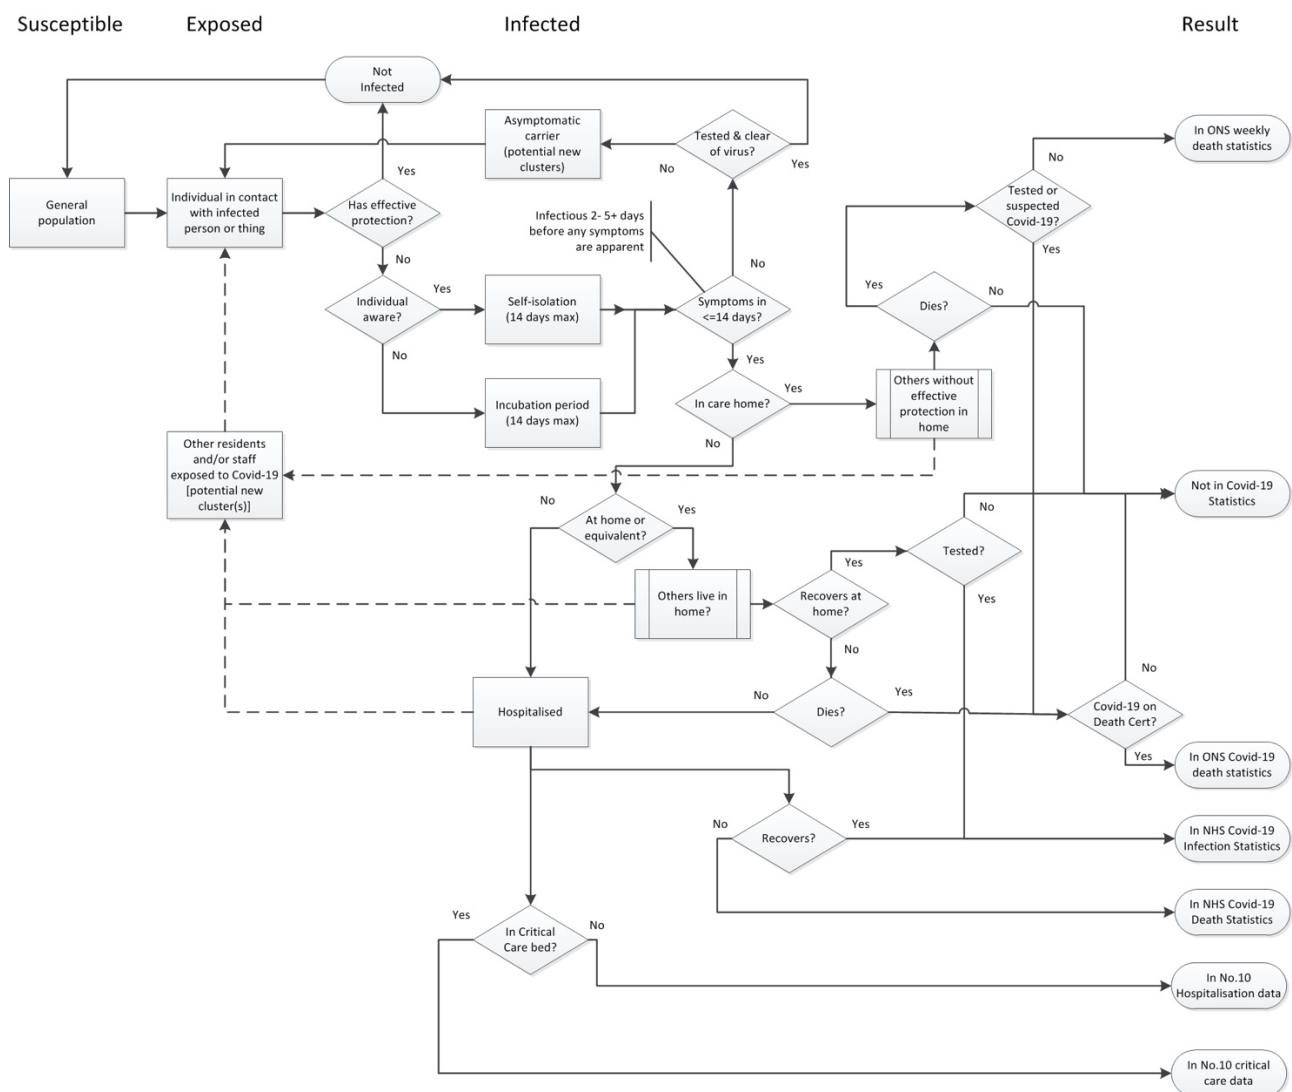 Susceptible
Exposed
Infected
Result
Not
Infected
Asymptomatic
carrier
(potential new
clusters)
Tested & clear
of virus?
No
Yes
In ONS weekly
death statistics
No
Yes
General
population
Individual in contact
with infected
person or thing
Has effective
protection?
Tested or
suspected
Covid-19?
Infectious 2- 5+ days
before any symptoms
are apparent
Yes
No
No
Individual
aware?
Yes
Self-isolation
(14 days max)
Symptoms in
<=14 days?
Yes
Dies?
No
No
Yes
Incubation period
(14 days max)
In care home?
Yes
Others without
effective
protection in
home
No
Other residents
and/or staff
exposed to Covid-19
[potential new
cluster(s)]
Not in Covid-19
Statistics
No
At home or
equivalent?
Yes
No
Tested?
Yes
Yes
Others live in
home?
Recovers at
home?
No
Hospitalised
No
Dies?
Yes
No
Covid-19 on
Death Cert?
Yes
In ONS Covid-19
death statistics
No
Recovers?
Yes
In NHS Covid-19
Infection Statistics
In NHS Covid-19
Death Statistics
Yes
In Critical
Care bed?
No
In No.10
Hospitalisation data
In No.10 critical
care data